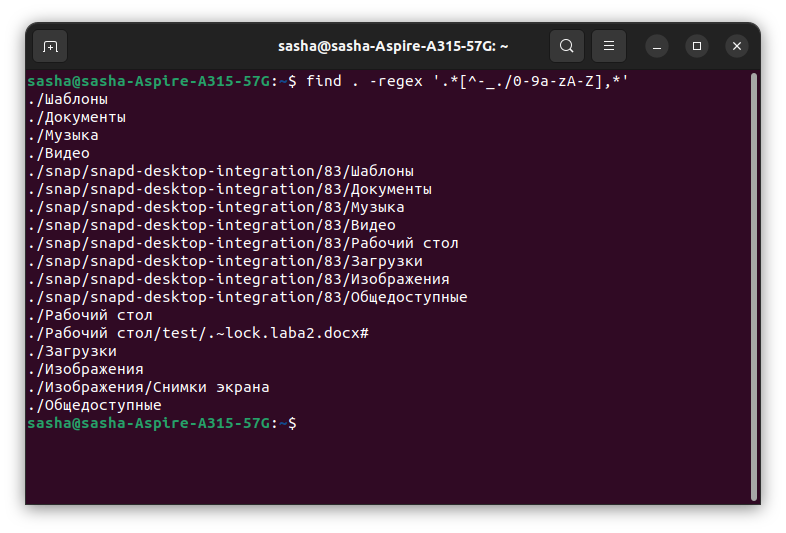 sasha@sasha-Aspire-A315-57G: ~
sasha@sasha-Aspire-A315-57G:~$ find . -regex '.*[^-_./0-9a-zA-Z],*'
./Шаблоны
./Документы
./Музыка
./Видео
./snap/snapd-desktop-integration/83/Шаблоны
./snap/snapd-desktop-integration/83/Документы
./snap/snapd-desktop-integration/83/Музыка
./snap/snapd-desktop-integration/83/Видео
./snap/snapd-desktop-integration/83/Рабочий стол
./snap/snapd-desktop-integration/83/Загрузки
./snap/snapd-desktop-integration/83/Изображения
./snap/snapd-desktop-integration/83/Общедоступные
./Рабочий стол
./Рабочий стол/test/.~lock.laba2.docx#
./Загрузки
./Изображения
./Изображения/Снимки экрана
./Общедоступные
sasha@sasha-Aspire-A315-57G:~$